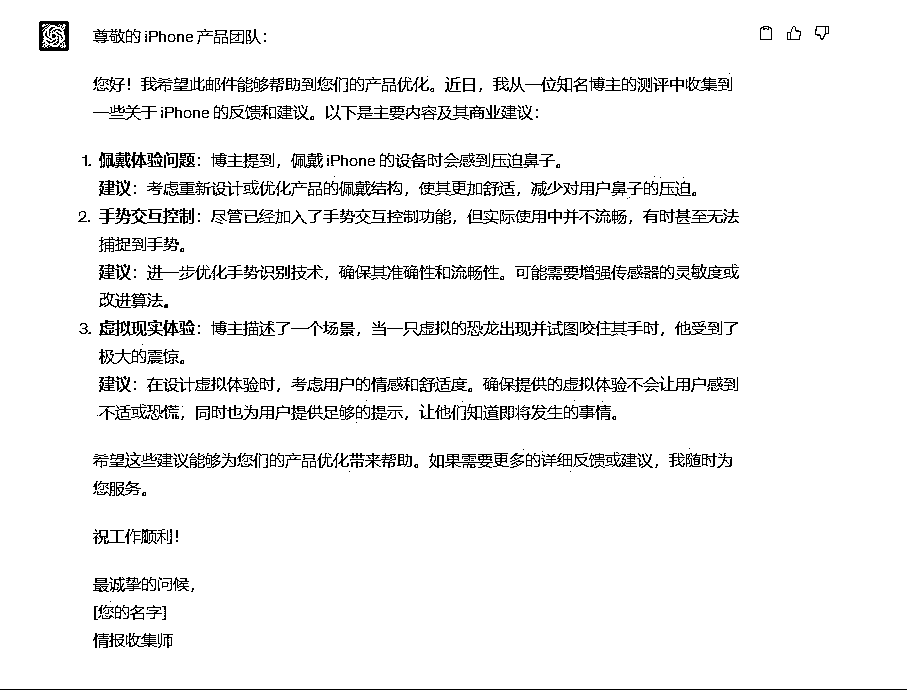 尊敬的 iPhone 产品团队：
您好！我希望此邮件能够帮助到您们的产品优化。近日，我从一位知名博主的测评中收集到
一些关于 iPhone 的反馈和建议。以下是主要内容及其商业建议：
1. 佩戴体验问题：博主提到，佩戴 iPhone 的设备时会感到压迫鼻子。
建议：考虑重新设计或优化产品的佩戴结构，使其更加舒适，减少对用户鼻子的压迫。
2. 手势交互控制：尽管已经加入了手势交互控制功能，但实际使用中并不流畅，有时甚至无法
捕捉到手势。
建议：进一步优化手势识别技术，确保其准确性和流畅性。可能需要增强传感器的灵敏度或
改进算法。
3. 虚拟现实体验：博主描述了一个场景，当一只虚拟的恐龙出现并试图咬住其手时，他受到了
极大的震惊。
建议：在设计虚拟体验时，考虑用户的情感和舒适度。确保提供的虚拟体验不会让用户感到
不适或恐慌，同时也为用户提供足够的提示，让他们知道即将发生的事情。
希望这些建议能够为您们的产品优化带来帮助。如果需要更多的详细反馈或建议，我随时为
您服务。
祝工作顺利！
最诚挚的问候，
[您的名字]
情报收集师